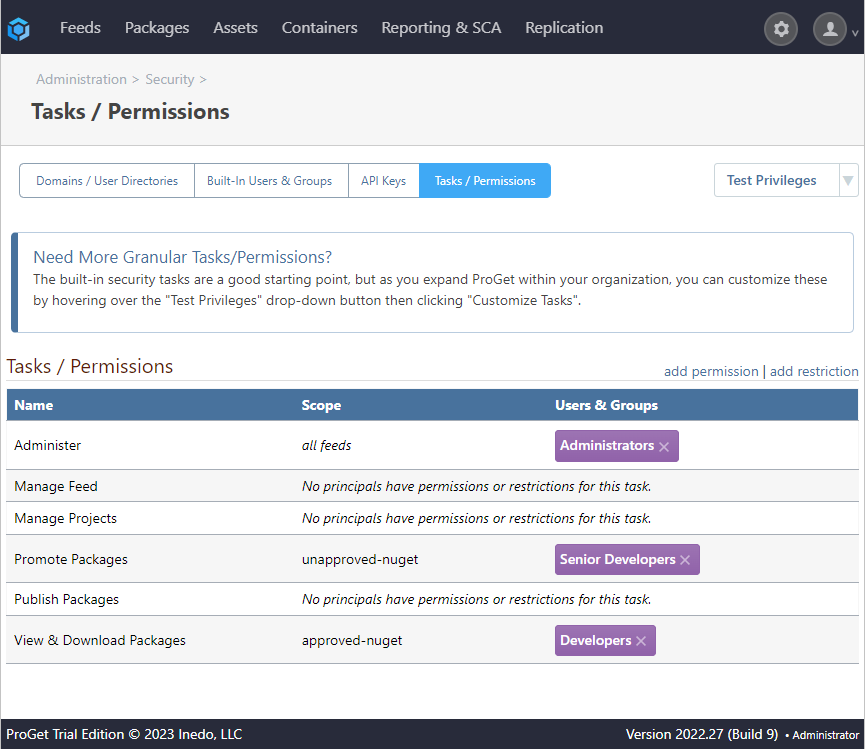 Feeds Packages Assets Containers Reporting & SCA Replication
Administration > Security >
Tasks / Permissions
Domains / User Directories Built-In Users & Groups API Keys Tasks / Permissions Test Privileges
Need More Granular Tasks/Permissions?
The built-in security tasks are a good starting point, but as you expand ProGet within your organization, you can customize these
by hovering over the "Test Privileges" drop-down button then clicking "Customize Tasks".
Tasks / Permissions add permission | add restriction
Name Scope Users & Groups
Administer all feeds Administrators ×
Manage Feed No principals have permissions or restrictions for this task.
Manage Projects No principals have permissions or restrictions for this task.
Promote Packages unapproved-nuget Senior Developers ×
Publish Packages No principals have permissions or restrictions for this task.
View & Download Packages approved-nuget Developers ×
ProGet Trial Edition © 2023 Inedo, LLC Version 2022.27 (Build 9) • Administrator